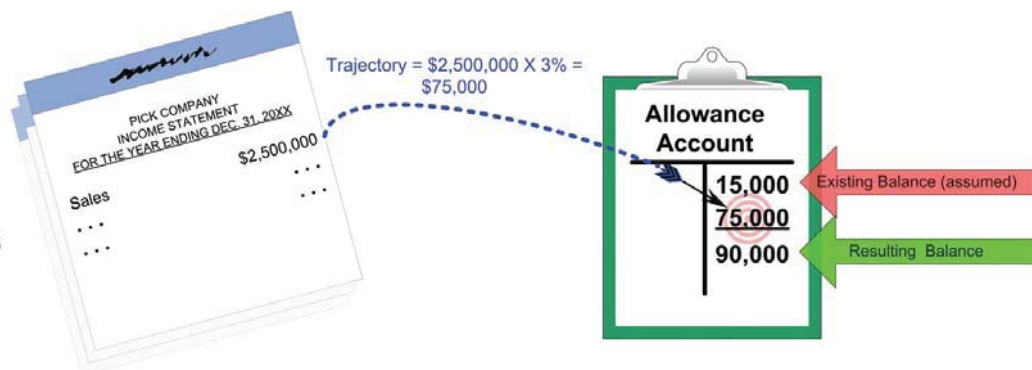 PICK COMPANY
INCOME STATEMENT
FOR THE YEAR ENDING DEC. 31, 20XX
Sales $2,500,000
. . . . . .
. . . . . .
Trajectory = $2,500,000 X 3% =
$75,000
Allowance
Account
15,000
75,000
90,000
Existing Balance (assumed)
Resulting Balance